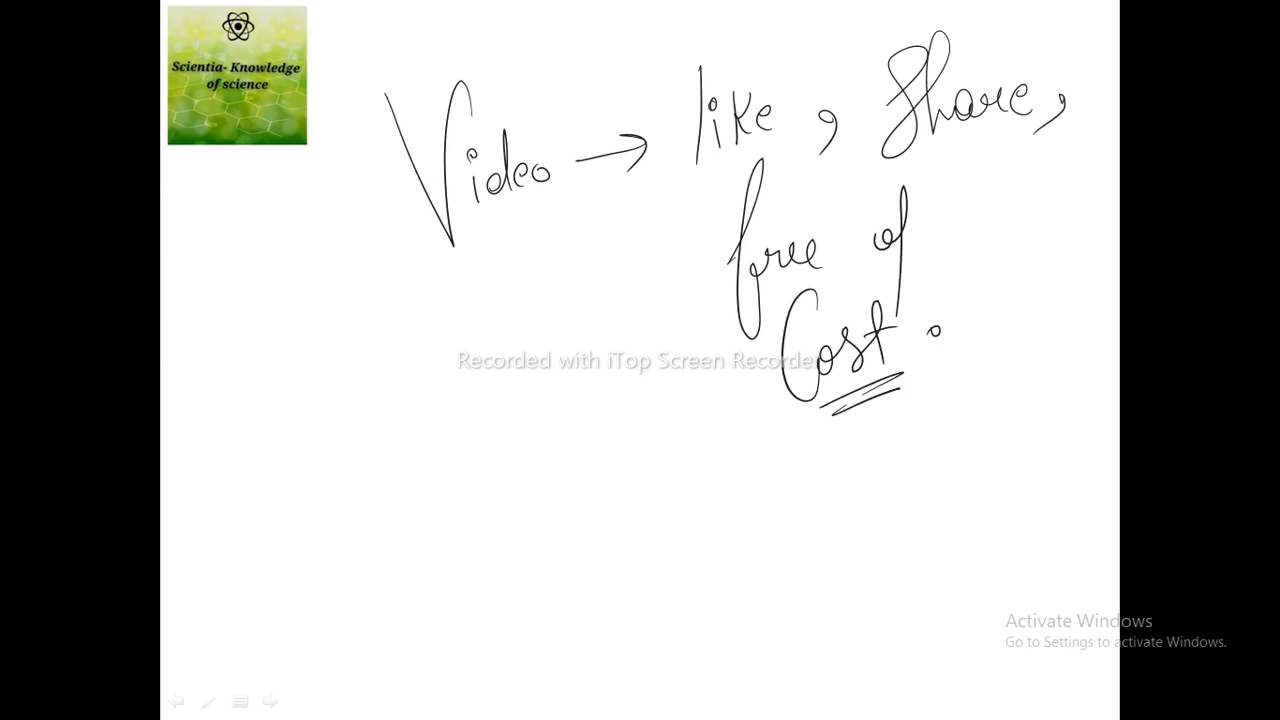 Scientia- Knowledge
of science
Video → like, Share,
free of
Cost.
Recorded with iTop Screen Recorder
Activate Windows
Go to Settings to activate Windows.